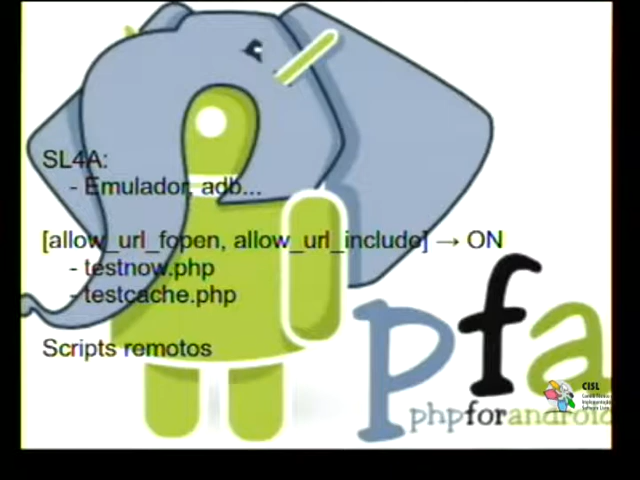 SL4A:
- Emulador, adb...
[allow_url_fopen, allow_url_include] → ON
- testnow.php
- testcache.php
Scripts remotos
pfa
phpforandroid
CISL